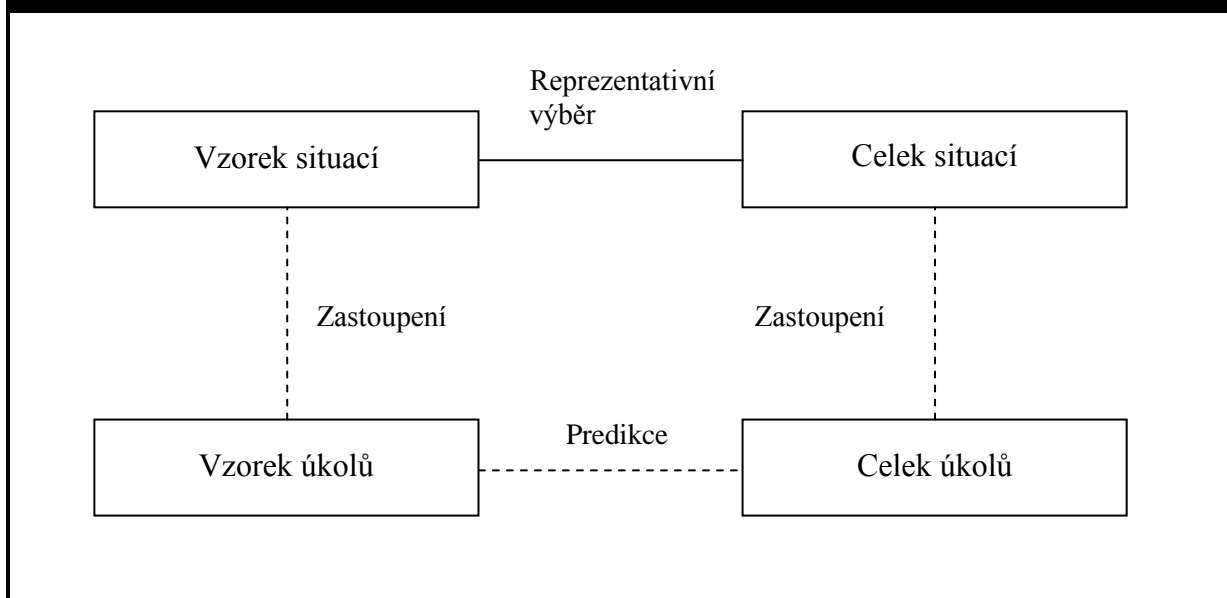 Reprezentativní
výběr
Vzorek situací
Celek situací
Zastoupení
Zastoupení
Predikce
Vzorek úkolů
Celek úkolů